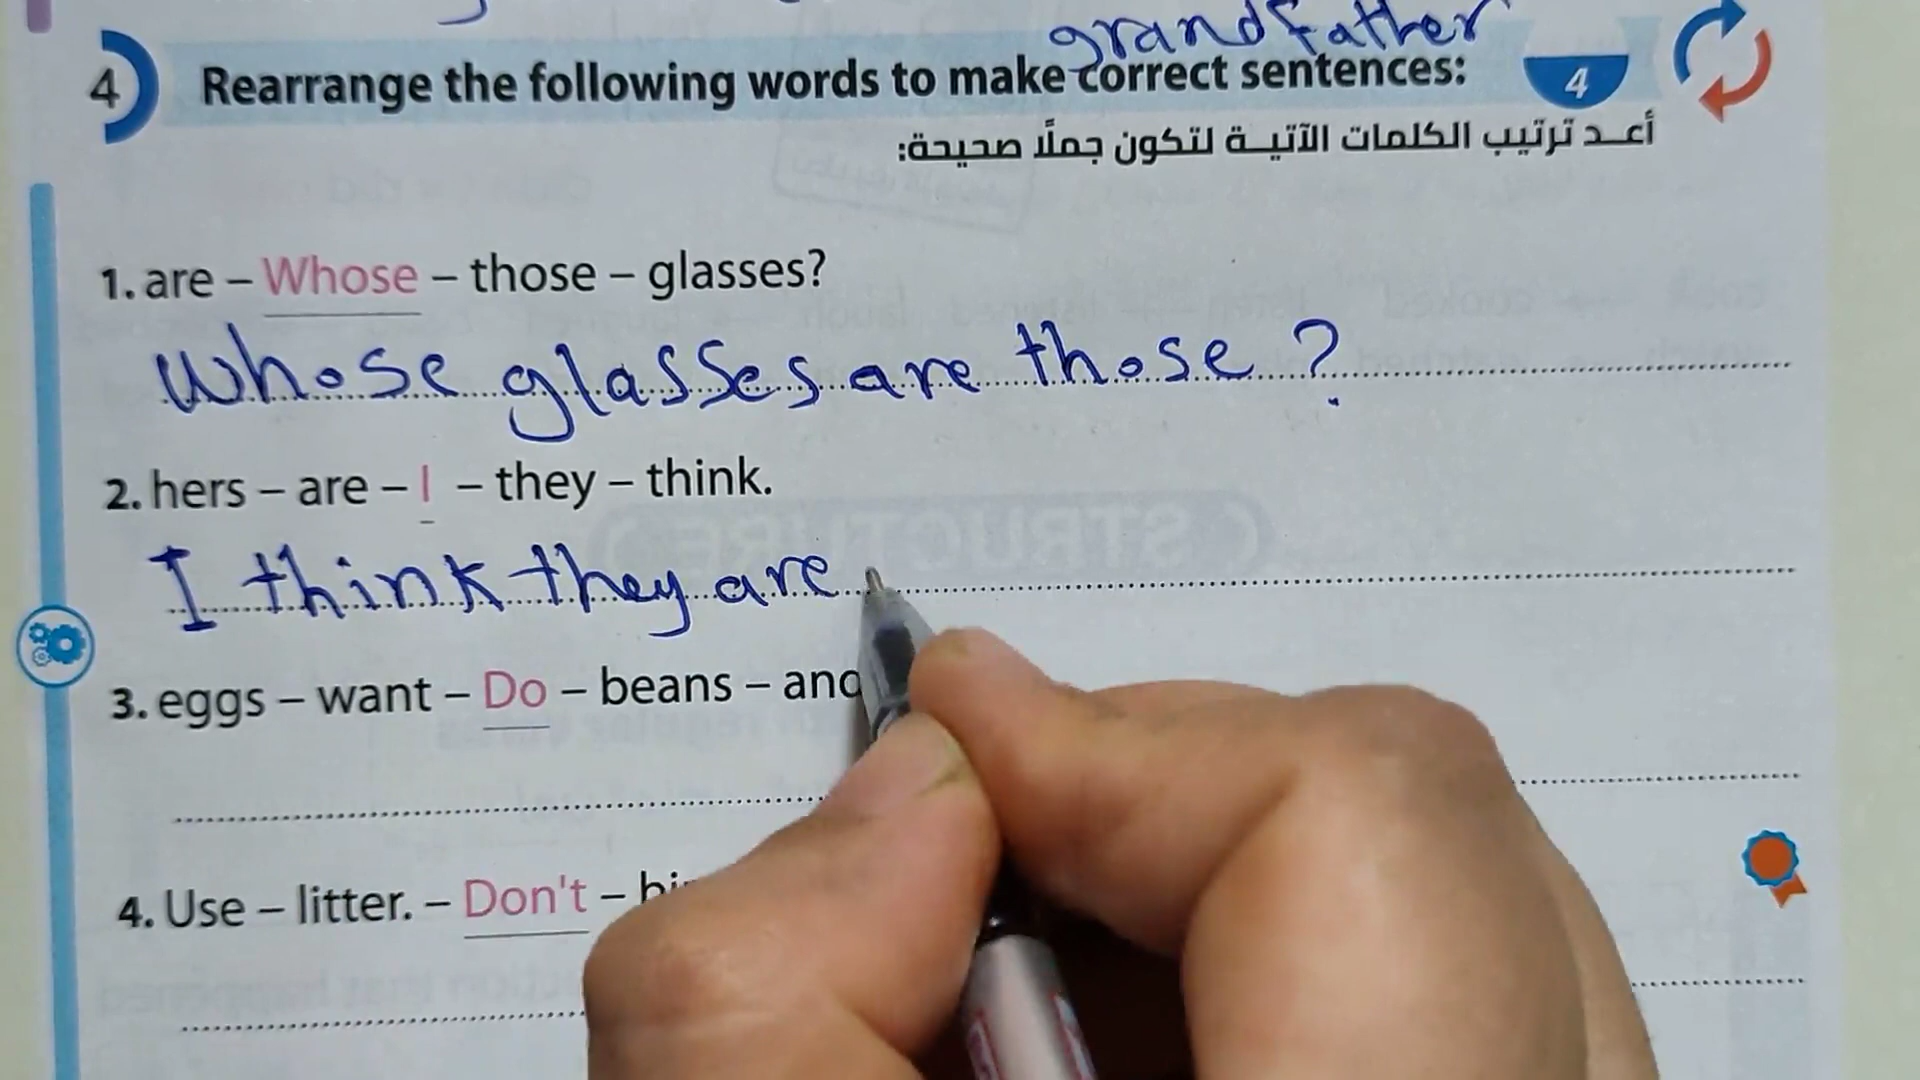 grandfather
4 Rearrange the following words to make correct sentences: 4
أعد ترتيب الكلمات الآتية لتكون جملًا صحيحة:
1. are – Whose – those – glasses?
Whose glasses are those ?
2. hers – are – I – they – think.
I think they are
3. eggs – want – Do – beans – and
4. Use – litter. – Don't –